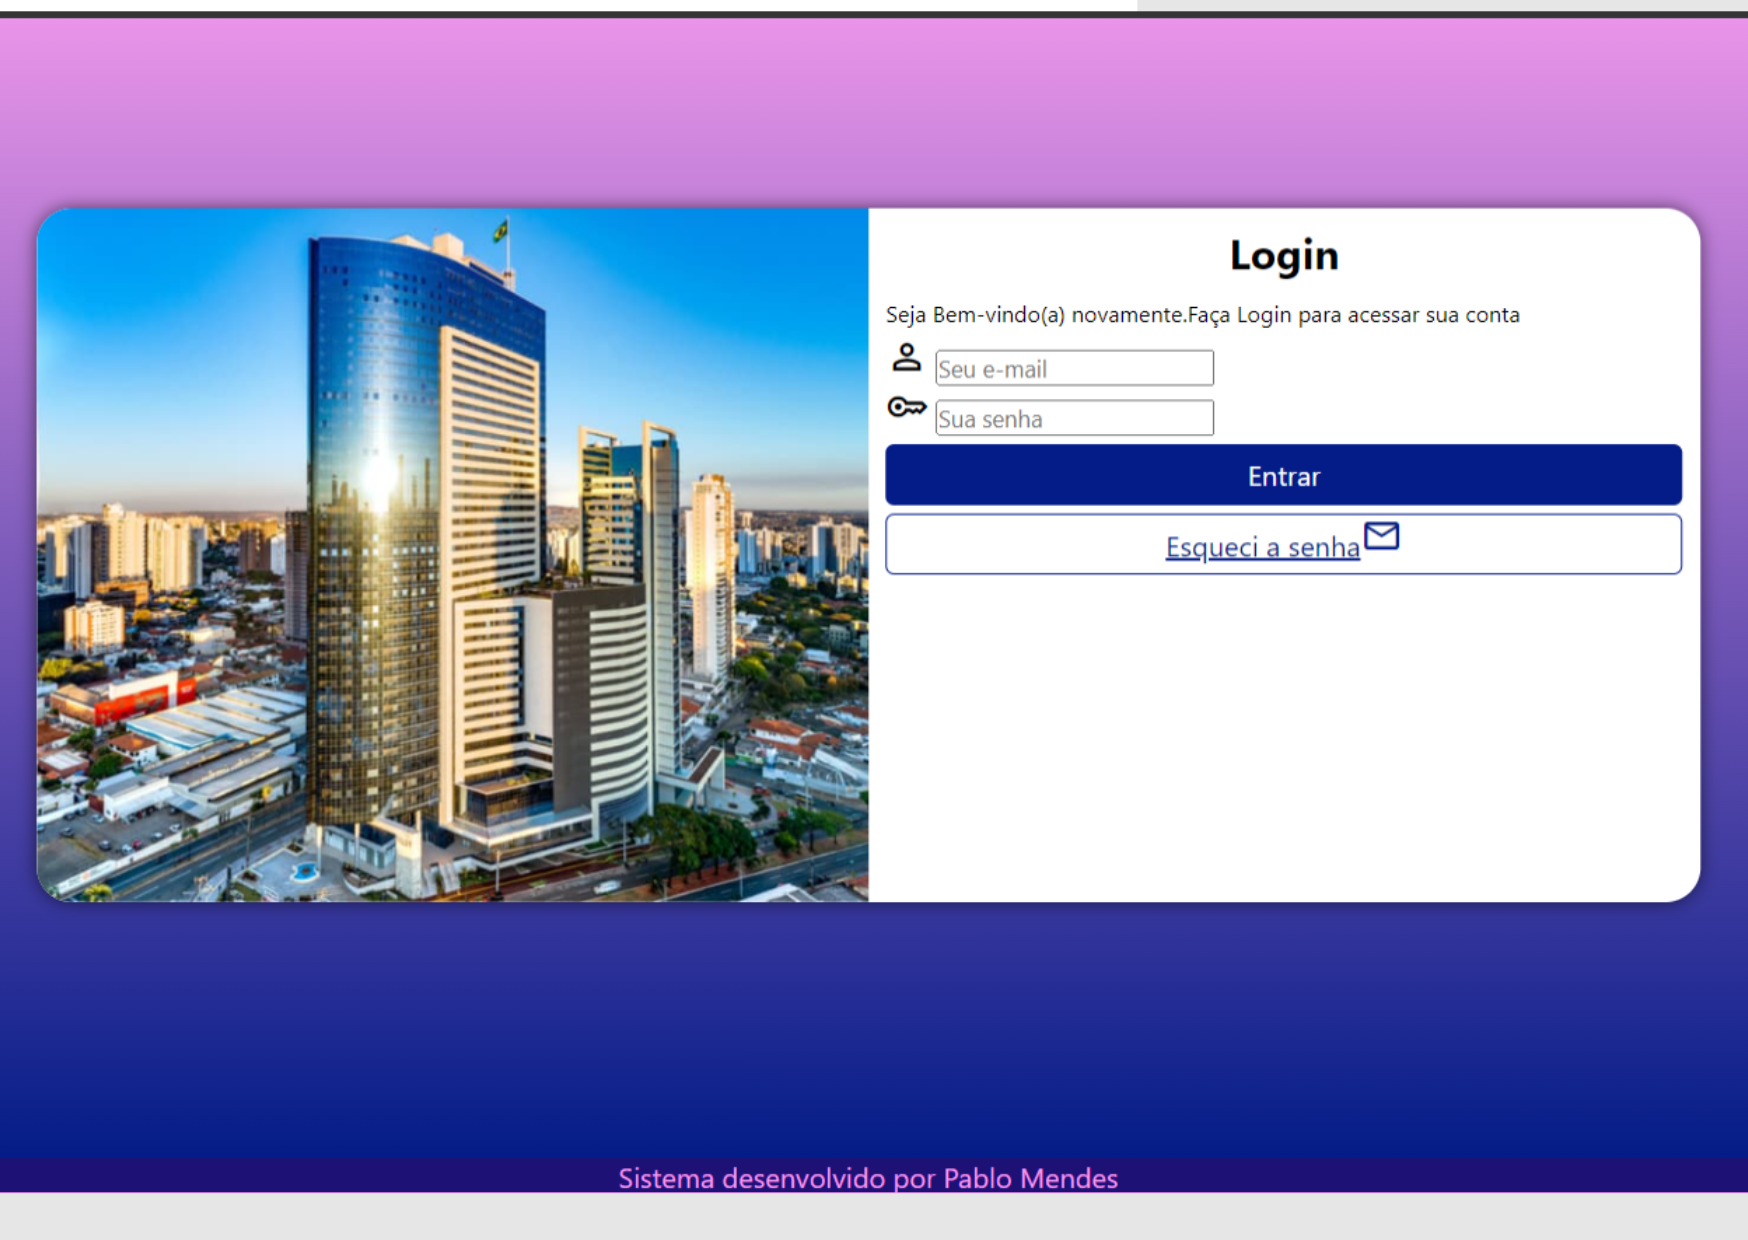 Login
Seja Bem-vindo(a) novamente.Faça Login para acessar sua conta
Seu e-mail
Sua senha
Entrar
Esqueci a senha
Sistema desenvolvido por Pablo Mendes